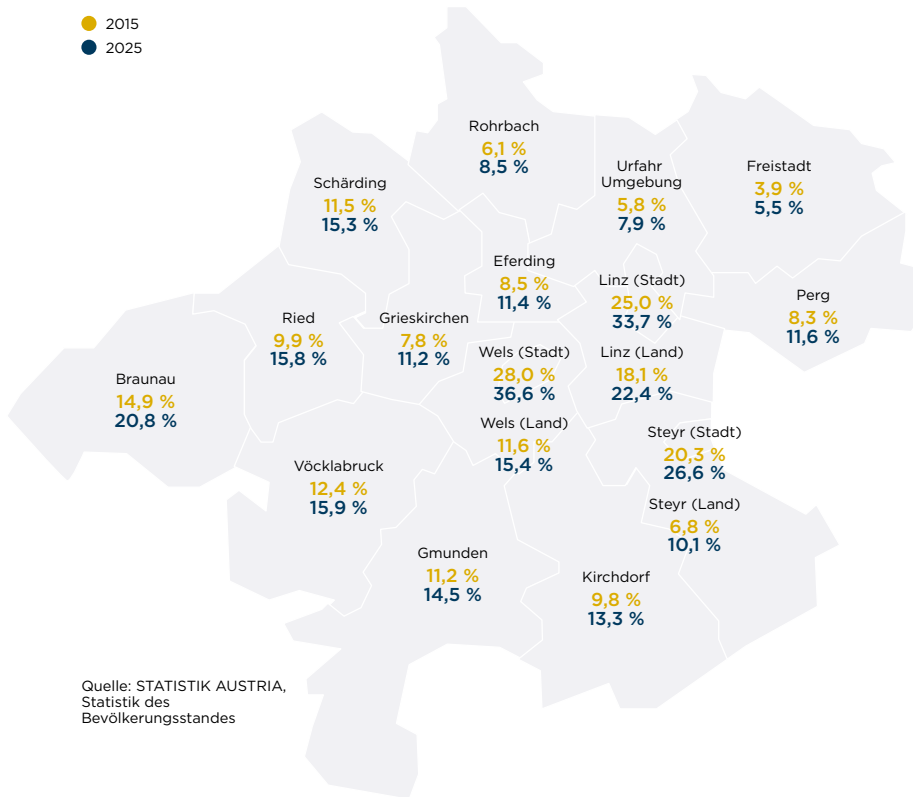 2015
2025
Rohrbach
6,1 %
8,5 %
Urfahr
Umgebung
5,8 %
7,9 %
Freistadt
3,9 %
5,5 %
Schärding
11,5 %
15,3 %
Eferding
8,5 %
11,4 %
Linz (Stadt)
25,0 %
33,7 %
Perg
8,3 %
11,6 %
Ried
9,9 %
15,8 %
Grieskirchen
7,8 %
11,2 %
Wels (Stadt)
28,0 %
36,6 %
Linz (Land)
18,1 %
22,4 %
Braunau
14,9 %
20,8 %
Wels (Land)
11,6 %
15,4 %
Steyr (Stadt)
20,3 %
26,6 %
Vöcklabruck
12,4 %
15,9 %
Steyr (Land)
6,8 %
10,1 %
Gmunden
11,2 %
14,5 %
Kirchdorf
9,8 %
13,3 %
Quelle: STATISTIK AUSTRIA,
Statistik des
Bevölkerungsstandes